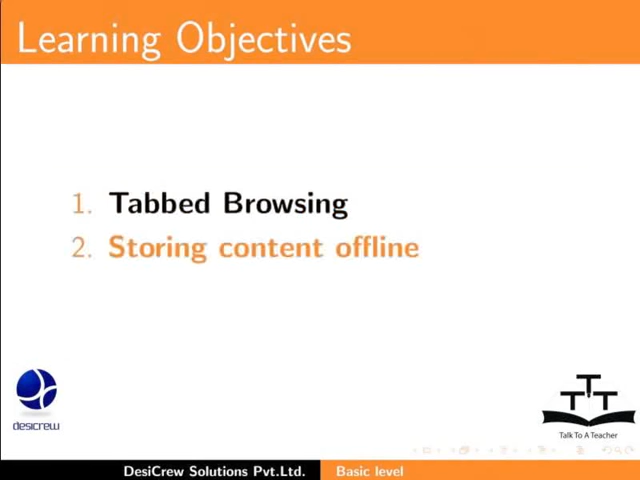 Learning Objectives
1. Tabbed Browsing
2. Storing content offline
desicrew
TTT
Talk To A Teacher
DesiCrew Solutions Pvt.Ltd.
Basic level